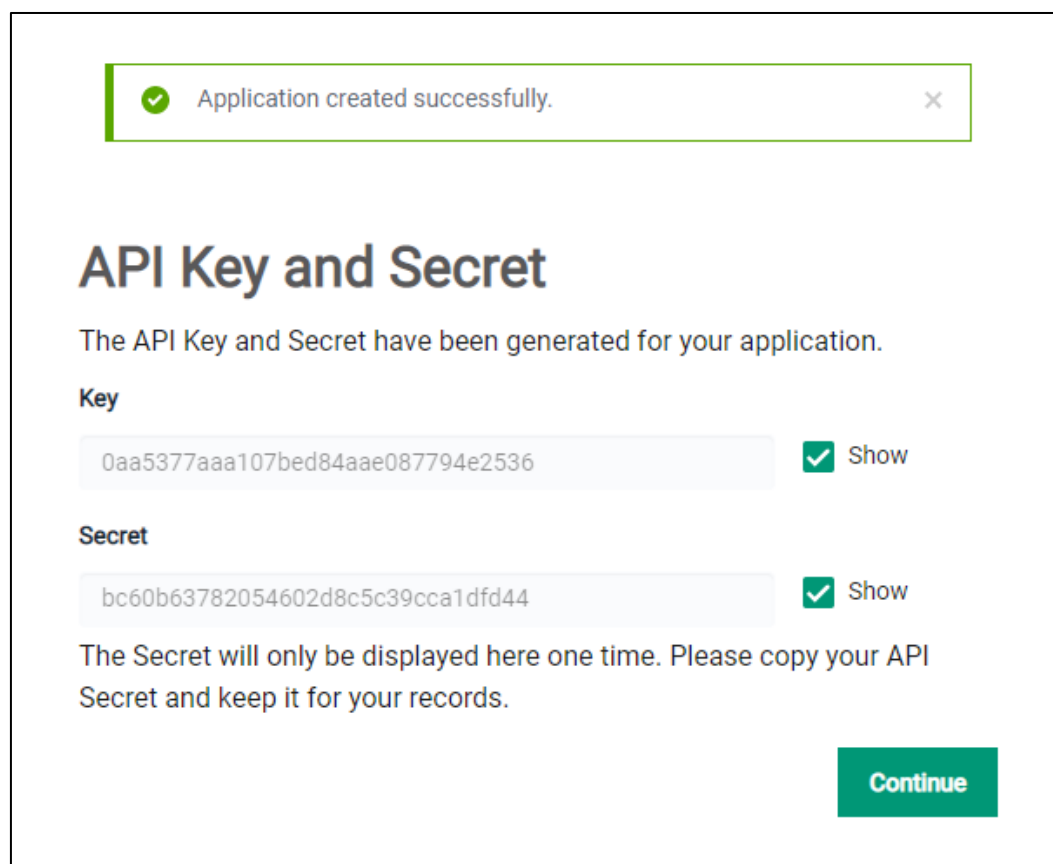 Application created successfully.
API Key and Secret
The API Key and Secret have been generated for your application.
Key
0aa5377aaa107bed84aae087794e2536
Show
Secret
bc60b63782054602d8c5c39cca1dfd44
Show
The Secret will only be displayed here one time. Please copy your API
Secret and keep it for your records.
Continue